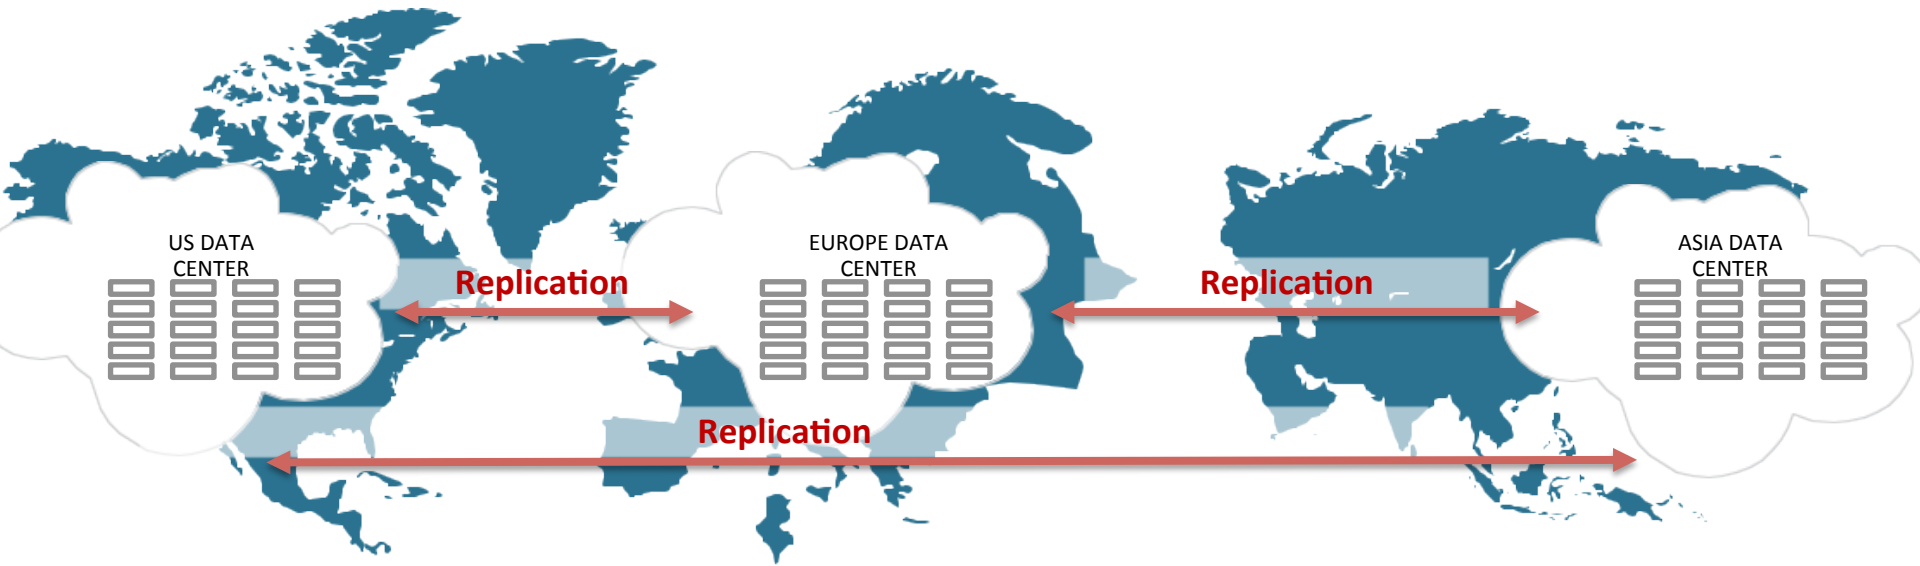 US DATA
CENTER
EUROPE DATA
CENTER
ASIA DATA
CENTER
Replication
Replication
Replication